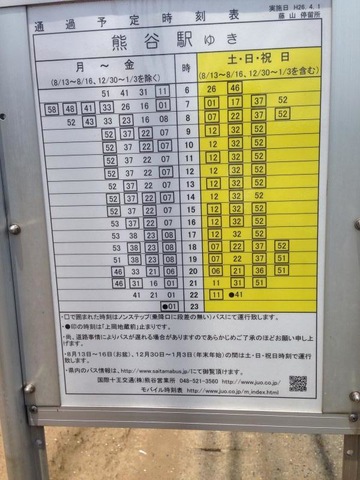 通過予定時刻表
実施日 H26.4.1
藤山 停留所
熊谷駅ゆき
月～金
(8/13～8/16、12/30～1/3を除く)
時
土・日・祝日
(8/13～8/16、12/30～1/3を含む)
51 41 31 11 6 26 46
58 48 41 33 26 16 01 7 01 17 37 52
52 43 33 23 16 08 8 07 22 37 52
52 37 22 07 9 12 32 52
52 37 22 07 10 12 32 52
52 37 22 07 11 12 32 52
52 37 22 07 12 12 32 52
52 37 22 07 13 12 32 52
52 37 22 07 14 12 32 52
52 37 22 07 15 12 32 52
52 37 22 07 16 12 32 52
53 38 23 08 17 12 32 52
53 38 23 08 18 07 22 37 51
53 38 23 08 19 07 22 37 52
46 33 21 08 20 06 21 36 51
46 31 16 01 21 11 31 51
41 21 01 22 11 ●41
●01 23
・□で囲まれた時刻はノンステップ(乗降口に段差の無い)バスにて運行致します。
・●印の時刻は「上宿地蔵前」止まりです。
・尚、道路事情によりバスが遅れる場合がありますのであらかじめご了承のほどお願い申し上
げます。
・8月13日～16日(お盆)、12月30日～1月3日(年末年始)の間は土・日・祝日時刻で運行
致します。
・県内のバス情報は、http://www.saitamabus.jp/にて御覧頂けます。
国際十王交通(株)熊谷営業所 048-521-3560 http://www.juo.co.jp/
モバイル時刻表 http://www.juo.co.jp/m_index.html